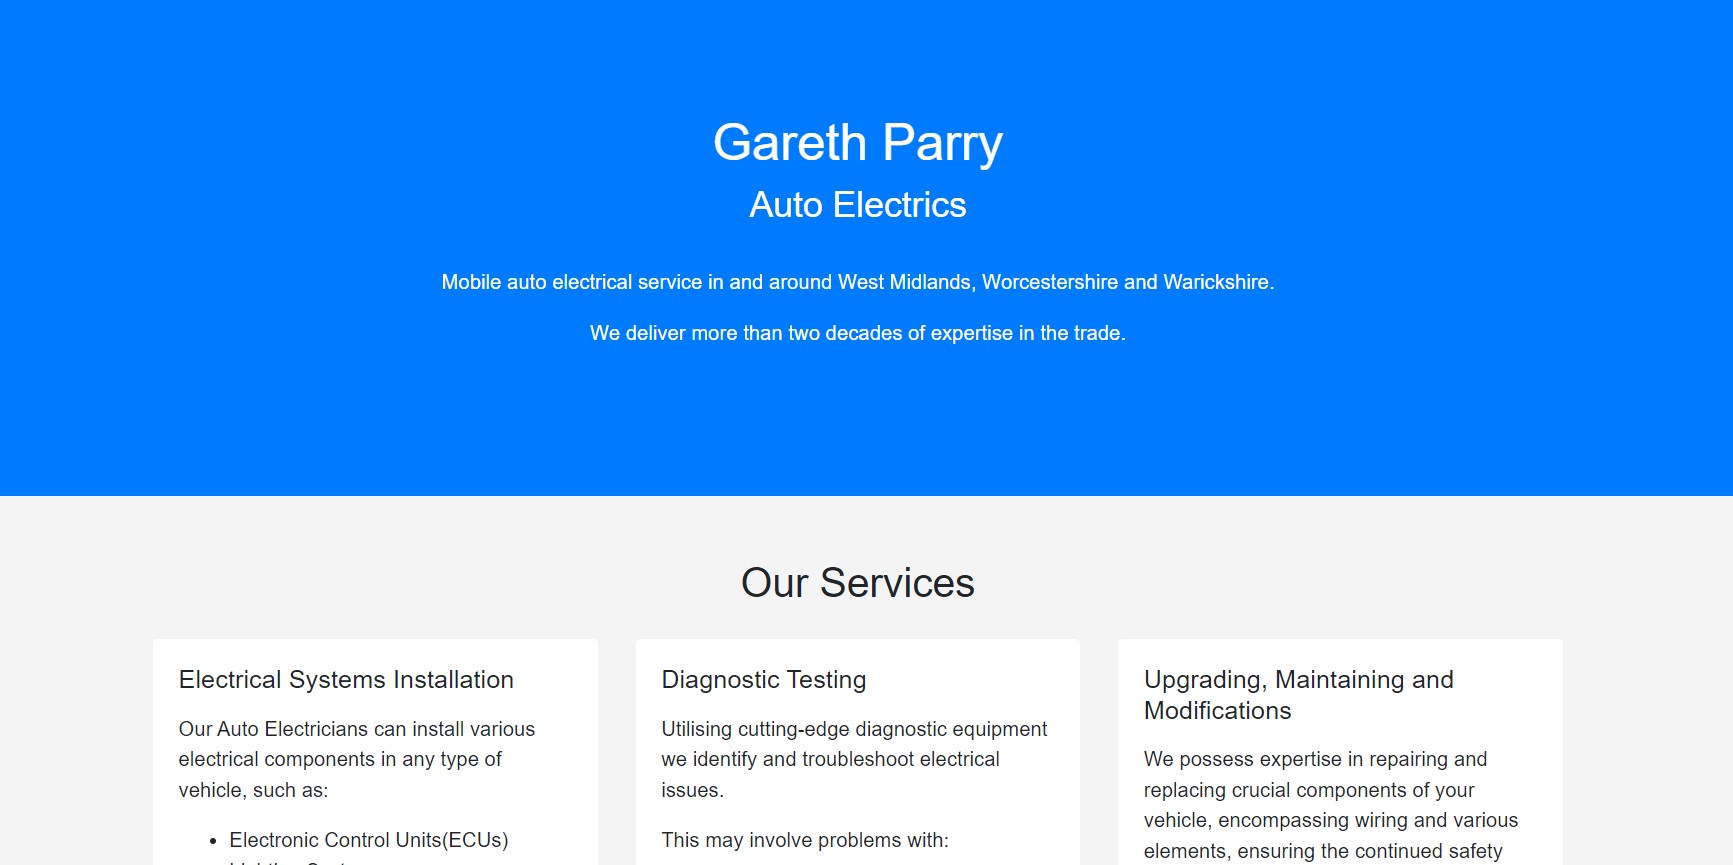 Gareth Parry
Auto Electrics
Mobile auto electrical service in and around West Midlands, Worcestershire and Warickshire.
We deliver more than two decades of expertise in the trade.
Our Services
Electrical Systems Installation
Our Auto Electricians can install various
electrical components in any type of
vehicle, such as:
• Electronic Control Units(ECUs)
Diagnostic Testing
Utilising cutting-edge diagnostic equipment
we identify and troubleshoot electrical
issues.
This may involve problems with:
Upgrading, Maintaining and
Modifications
We possess expertise in repairing and
replacing crucial components of your
vehicle, encompassing wiring and various
elements, ensuring the continued safety